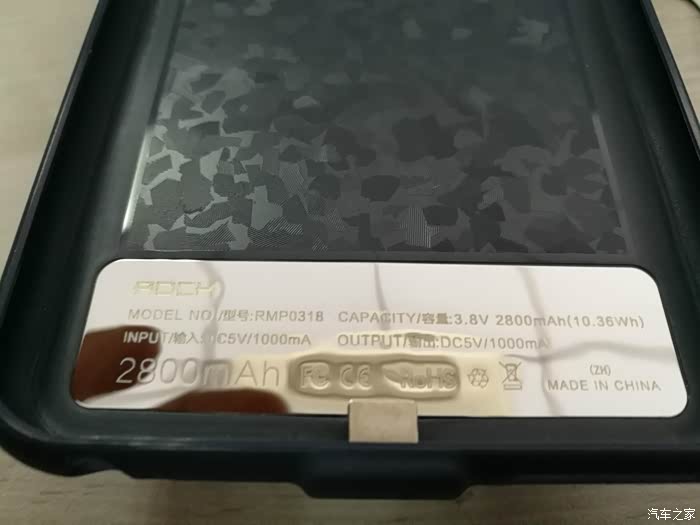 ROCK
MODEL NO./型号:RMP0318 CAPACITY/容量:3.8V 2800mAh(10.36Wh)
INPUT/输入:DC5V/1000mA OUTPUT/输出:DC5V/1000mA
2800mAh FC CE RoHS
(ZH)
MADE IN CHINA
汽车之家